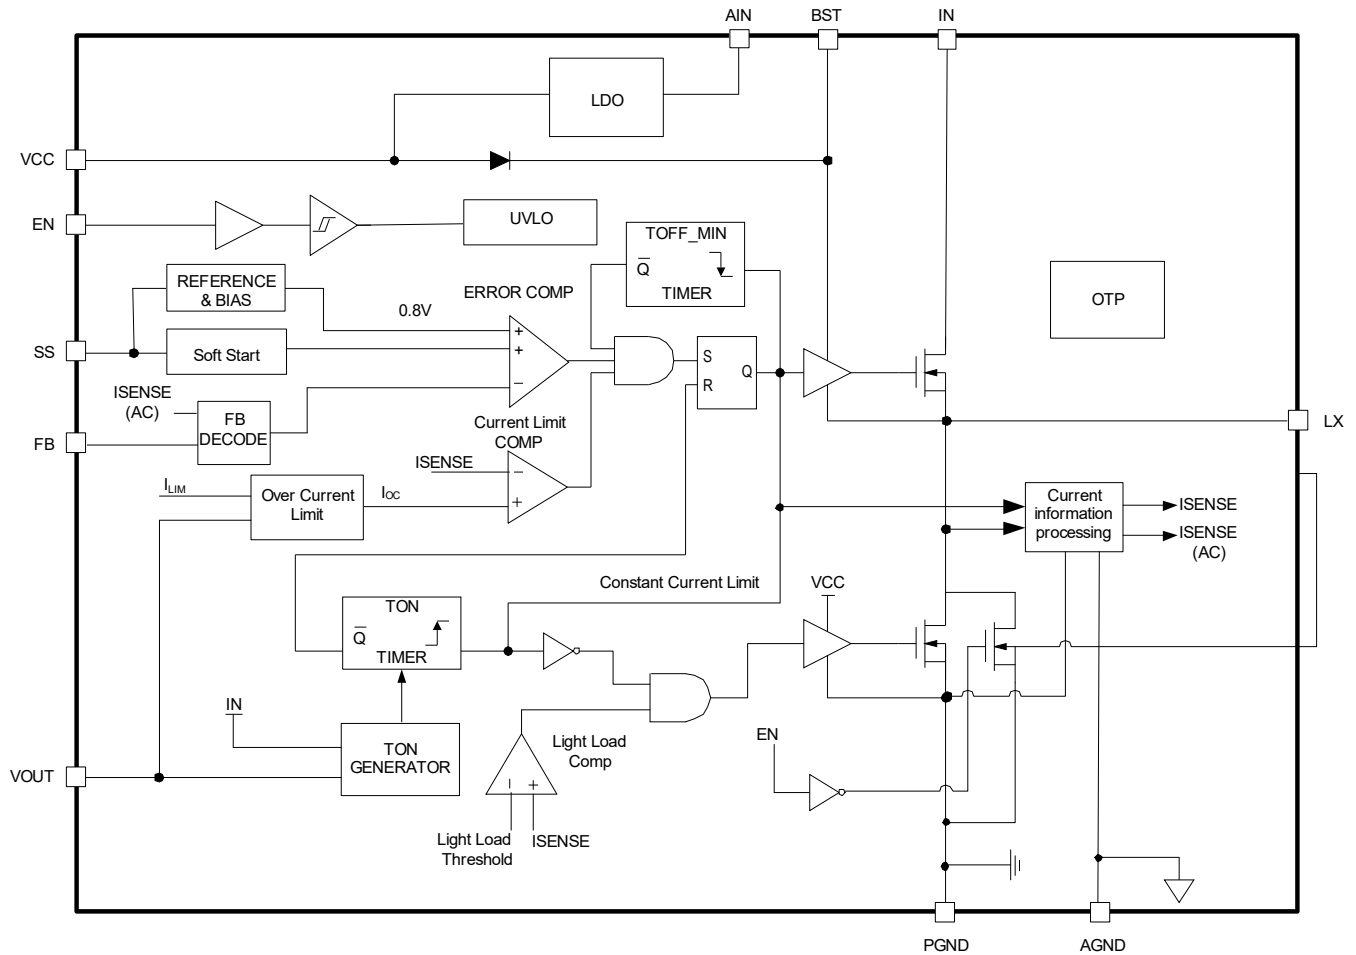 AIN
BST
IN
LDO
VCC
EN
UVLO
TOFF_MIN
Q
TIMER
REFERENCE
& BIAS
ERROR COMP
0.8V
OTP
SS
Soft Start
+
+
−
S
R
Q
ISENSE
(AC)
FB
FB
DECODE
Current Limit
COMP
LX
ISENSE
−
+
ILIM
Over Current
Limit
IOC
Current
information
processing
ISENSE
ISENSE
(AC)
Constant Current Limit
VCC
TON
Q
TIMER
IN
TON
GENERATOR
Light Load
Comp
EN
VOUT
− +
Light Load
Threshold
ISENSE
PGND
AGND